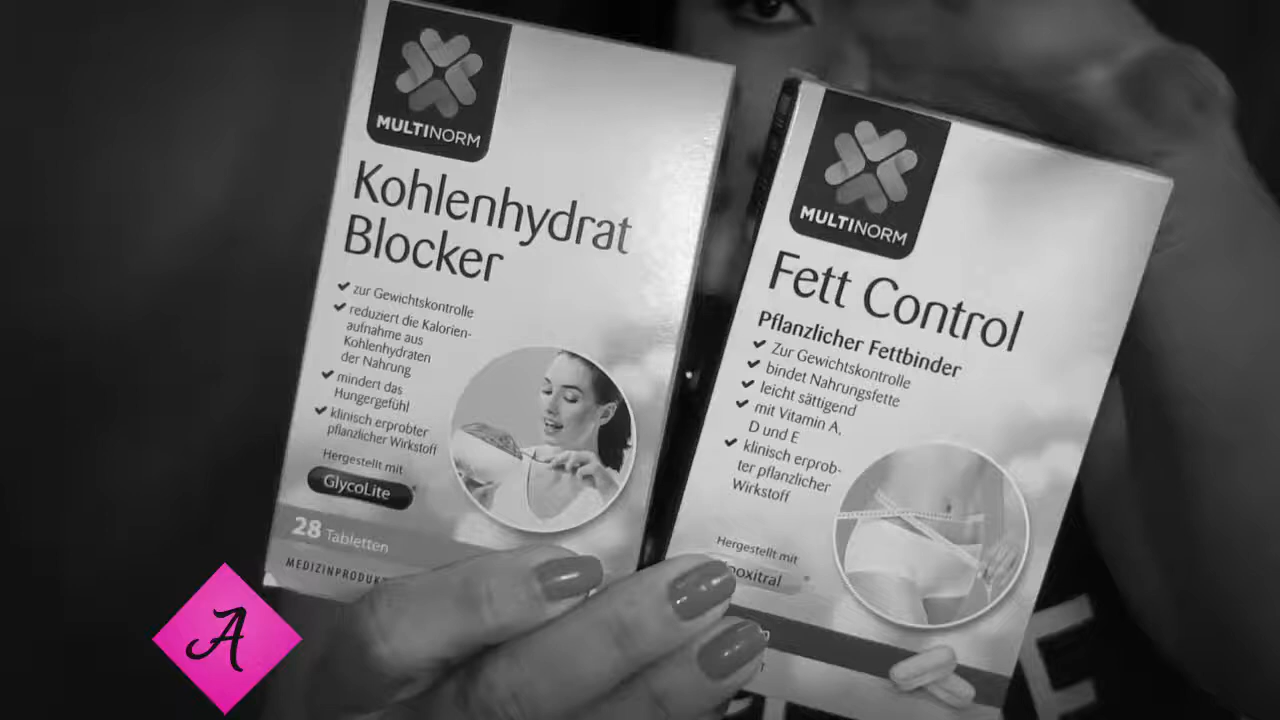 MULTINORM
Kohlenhydrat
Blocker
zur Gewichtskontrolle
reduziert die Kalorien-
aufnahme aus
Kohlenhydraten
der Nahrung
mindert das
Hungergefühl
klinisch erprobter
pflanzlicher Wirkstoff
Hergestellt mit
GlycoLite
28 Tabletten
MULTINORM
Fett Control
Pflanzlicher Fettbinder
Zur Gewichtskontrolle
bindet Nahrungsfette
leicht sättigend
mit Vitamin A,
D und E
klinisch erprob-
ter pflanzlicher
Wirkstoff
Hergestellt mit
A